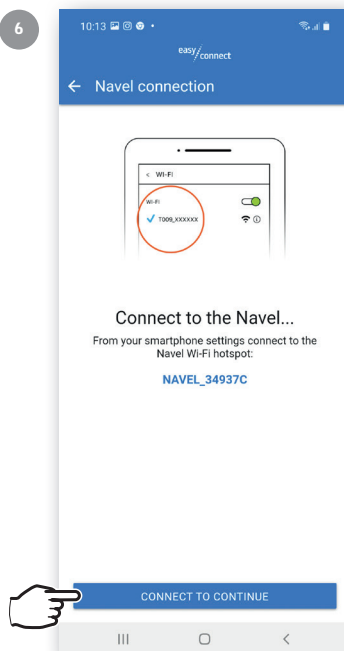 6
10:13
easy/connect
Navel connection
< WI-FI
WI-FI
T009_XXXXXX
Connect to the Navel...
From your smartphone settings connect to the
Navel Wi-Fi hotspot:
NAVEL_34937C
CONNECT TO CONTINUE